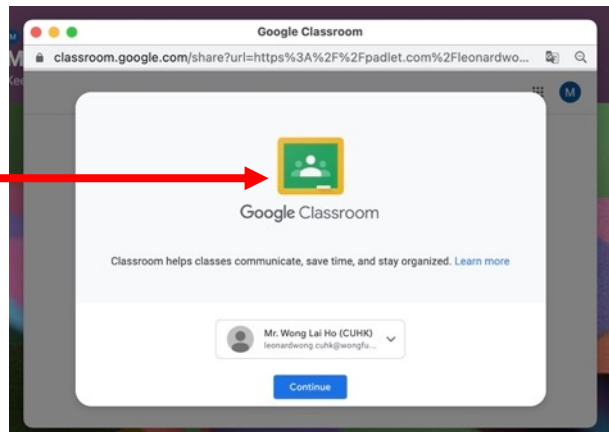 Google Classroom
classroom.google.com/share?url=https%3A%2F%2Fpadlet.com%2Fleonardwo...
M
Google Classroom
Classroom helps classes communicate, save time, and stay organized. Learn more
Mr. Wong Lai Ho (CUHK)
leonardwong.cuhk@wongfu...
Continue